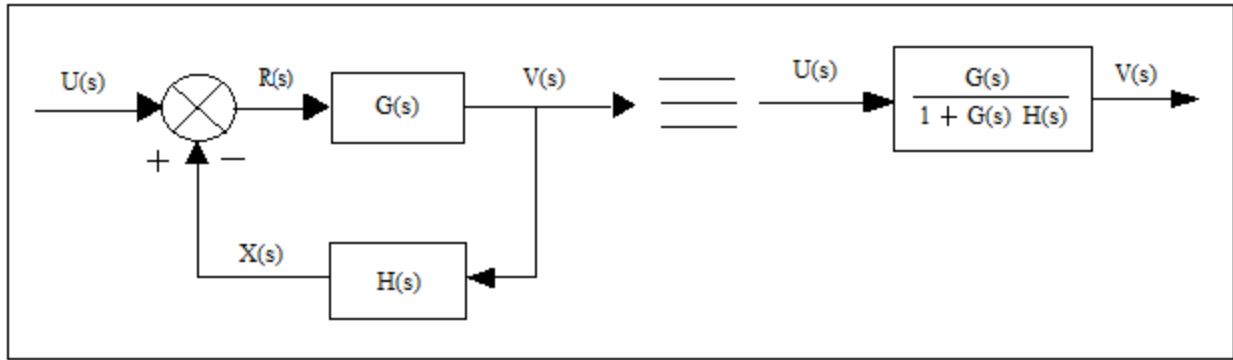 U(s)
R(s)
G(s)
V(s)
+
−
X(s)
H(s)
U(s)
G(s)
1 + G(s) H(s)
V(s)